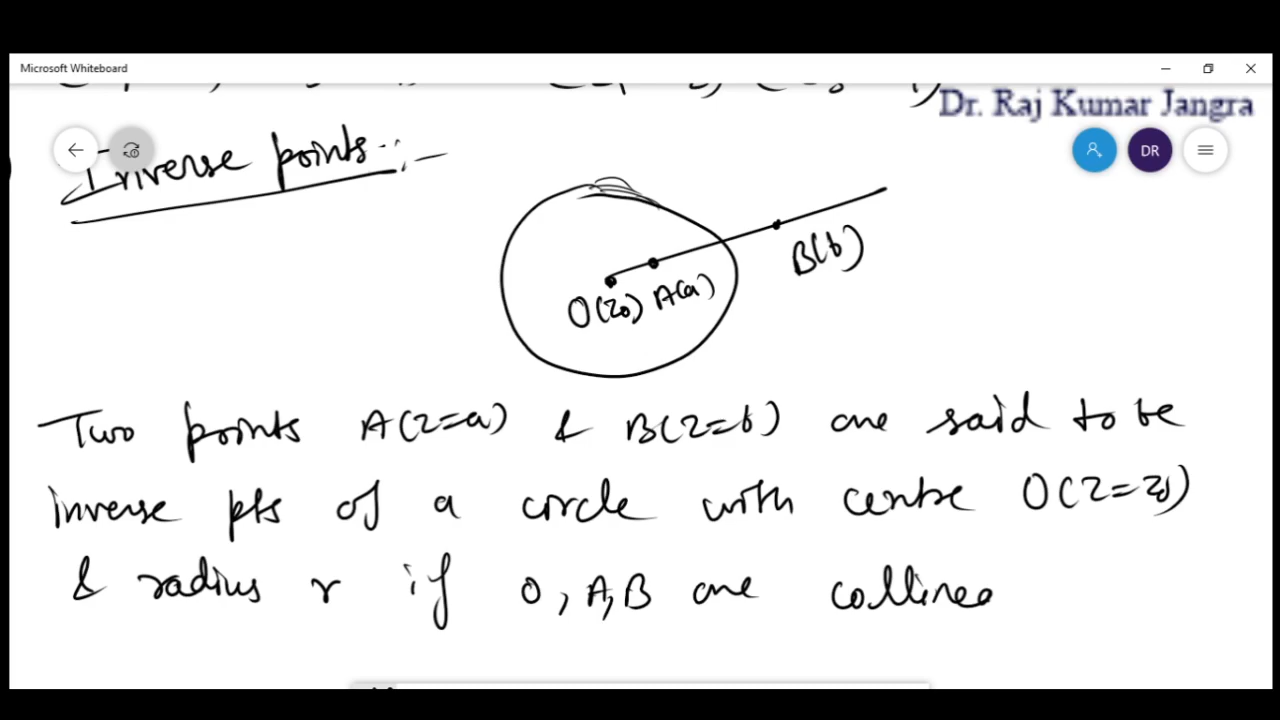 Microsoft Whiteboard
Dr. Raj Kumar Jangra
DR
Inverse points :-
O(z0) A(a) B(b)
Two points A(z=a) & B(z=b) are said to be
inverse pts of a circle with centre O(z=z0)
& radius r if O, A, B are collinea